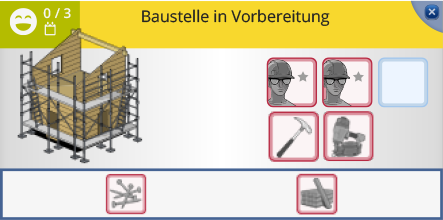 0 / 3
Baustelle in Vorbereitung